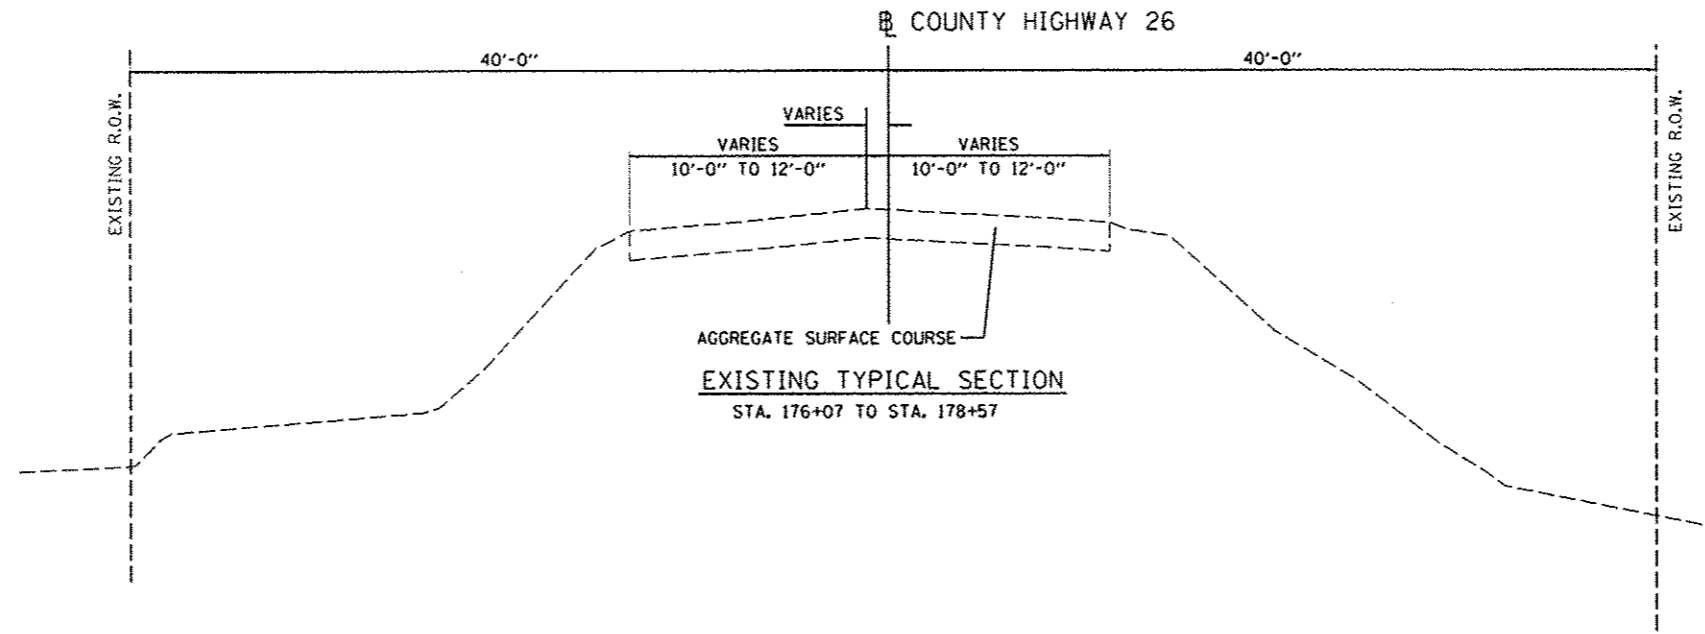 ℄ COUNTY HIGHWAY 26
40'-0"
40'-0"
EXISTING R.O.W.
EXISTING R.O.W.
VARIES
VARIES
10'-0" TO 12'-0"
VARIES
10'-0" TO 12'-0"
AGGREGATE SURFACE COURSE
EXISTING TYPICAL SECTION
STA. 176+07 TO STA. 178+57